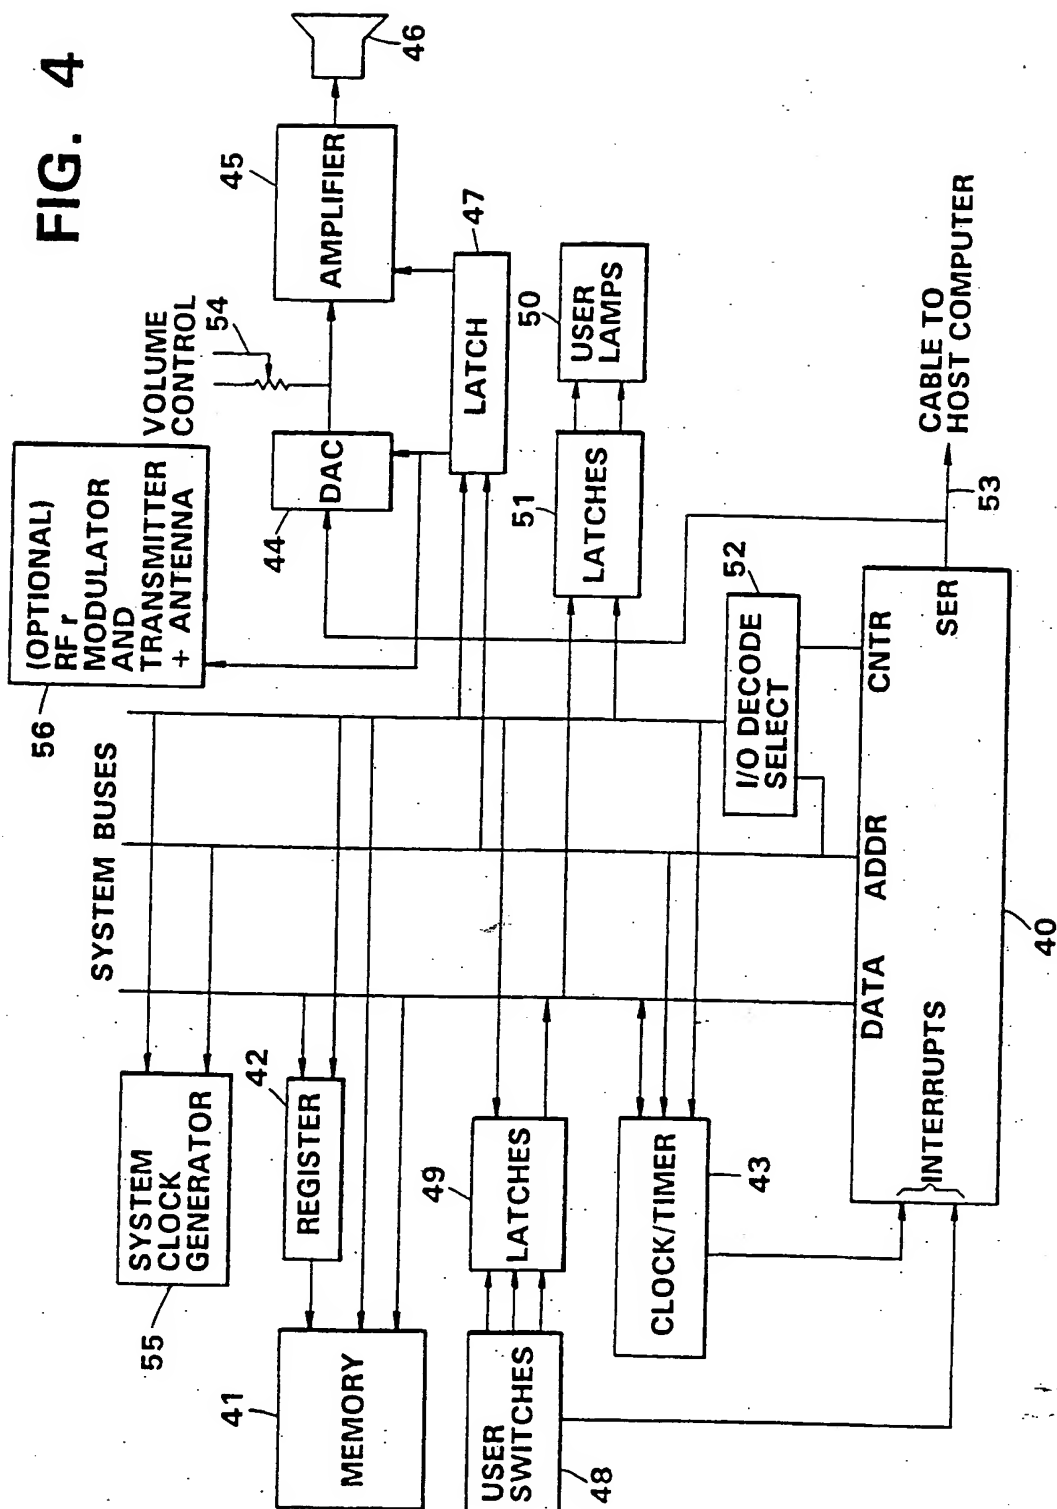 FIG. 4
(OPTIONAL)
RF r
MODULATOR
AND
TRANSMITTER
+ ANTENNA
56
VOLUME
CONTROL
54
DAC
44
AMPLIFIER
45
46
LATCH
47
SYSTEM BUSES
SYSTEM
CLOCK
GENERATOR
55
REGISTER
42
MEMORY
41
USER
SWITCHES
48
LATCHES
49
CLOCK/TIMER
43
LATCHES
51
USER
LAMPS
50
I/O DECODE
SELECT
52
INTERRUPTS
DATA
ADDR
CNTR
SER
40
53
CABLE TO
HOST COMPUTER